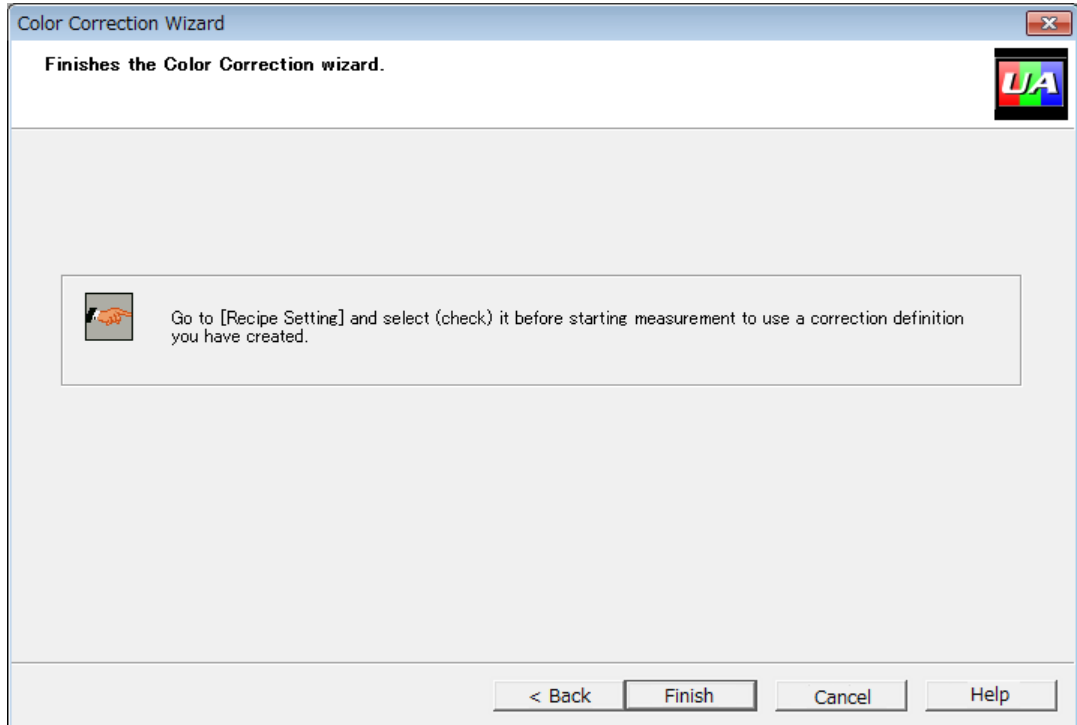 Color Correction Wizard
Finishes the Color Correction wizard.
UA
Go to [Recipe Setting] and select (check) it before starting measurement to use a correction definition
you have created.
< Back
Finish
Cancel
Help